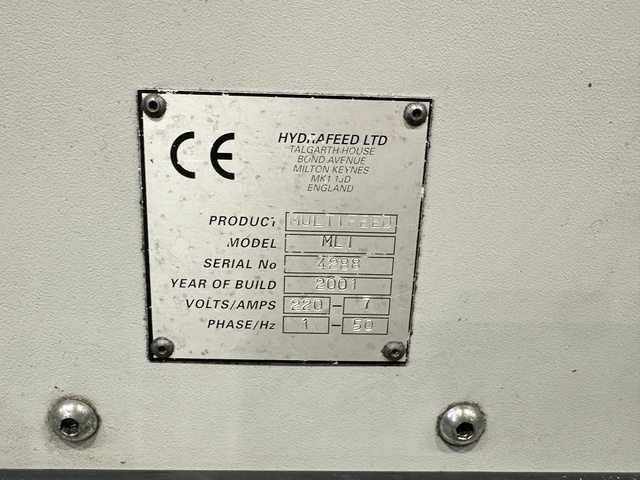 CE
HYDRAFEED LTD
TALGARTH HOUSE
BOND AVENUE
MILTON KEYNES
MK1 1JD
ENGLAND
PRODUCT MULTIFEED
MODEL ML1
SERIAL No 4288
YEAR OF BUILD 2001
VOLTS/AMPS 220 - 7
PHASE/Hz 1 - 50